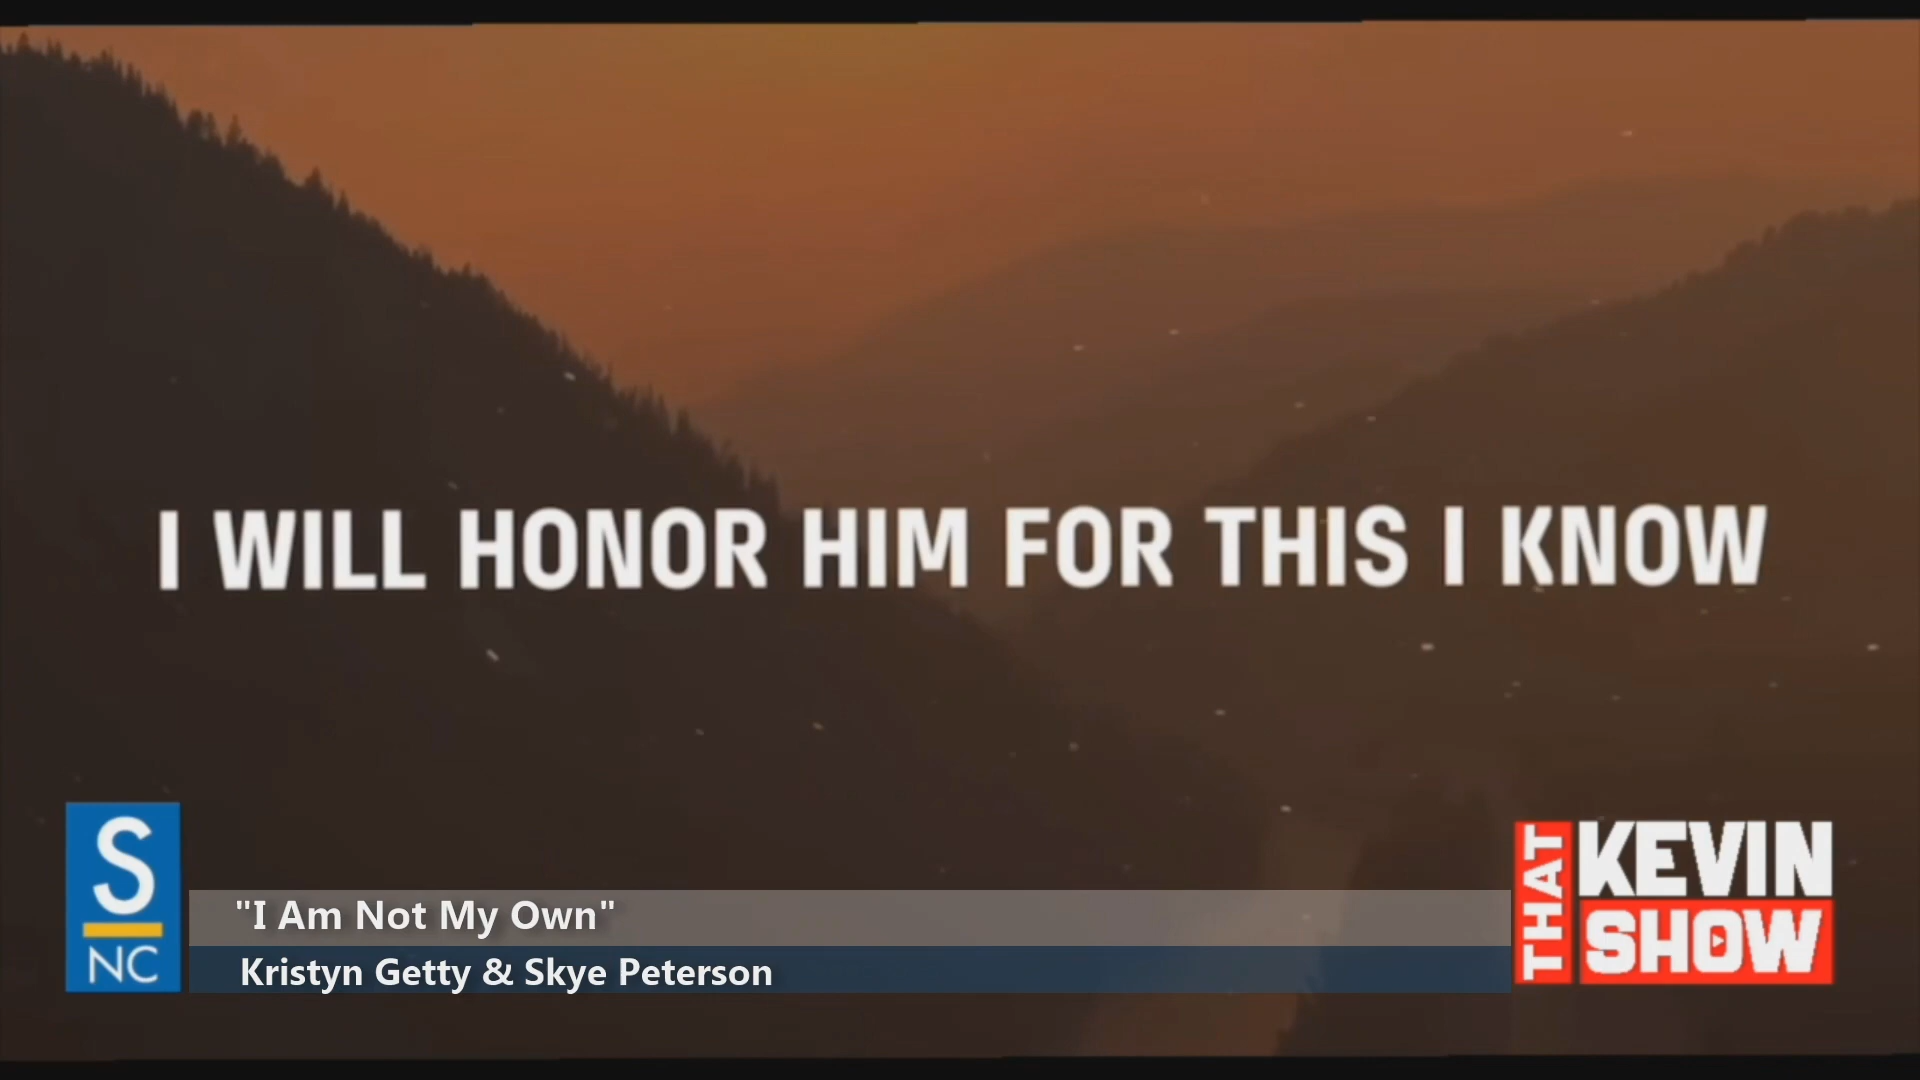 I WILL HONOR HIM FOR THIS I KNOW
S
NC
"I Am Not My Own"
Kristyn Getty & Skye Peterson
THAT
KEVIN
SHOW